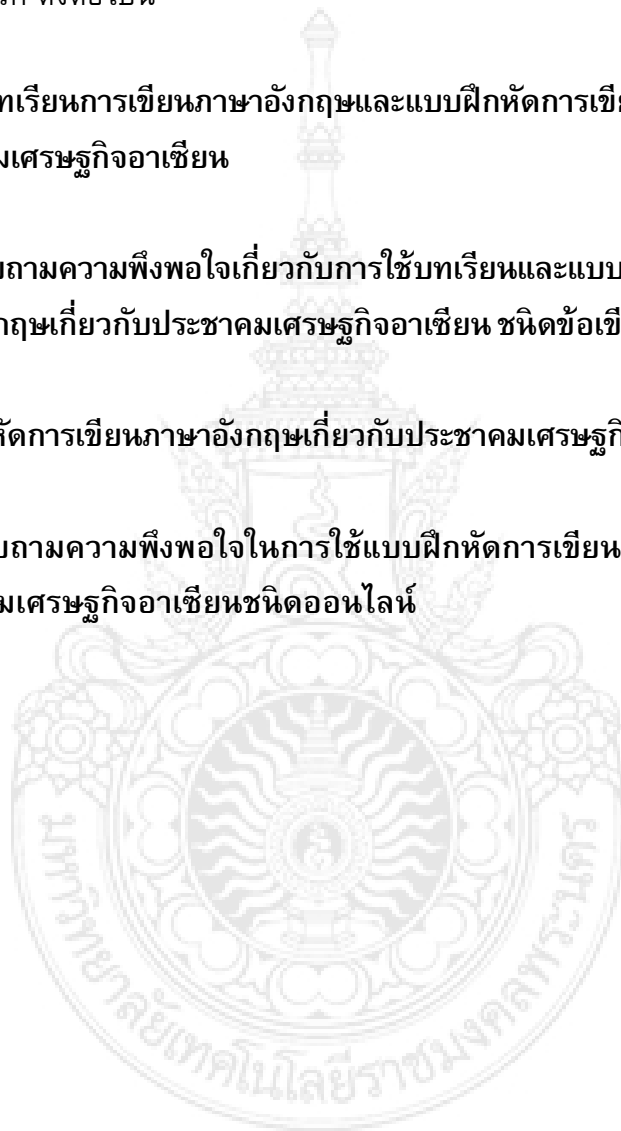 ทเรียนการเขียนภาษาอังกฤษและแบบฝึกหัดการเขีย
มเศรษฐกิจอาเซียน
บถามความพึงพอใจเกี่ยวกับการใช้บทเรียนและแบบ
กฤษเกี่ยวกับประชาคมเศรษฐกิจอาเซียน ชนิดข้อเขี
หัดการเขียนภาษาอังกฤษเกี่ยวกับประชาคมเศรษฐกิ
บถามความพึงพอใจในการใช้แบบฝึกหัดการเขียน
มเศรษฐกิจอาเซียนชนิดออนไลน์
มหาวิทยาลัยเทคโนโลยีราชมงคลพระนคร